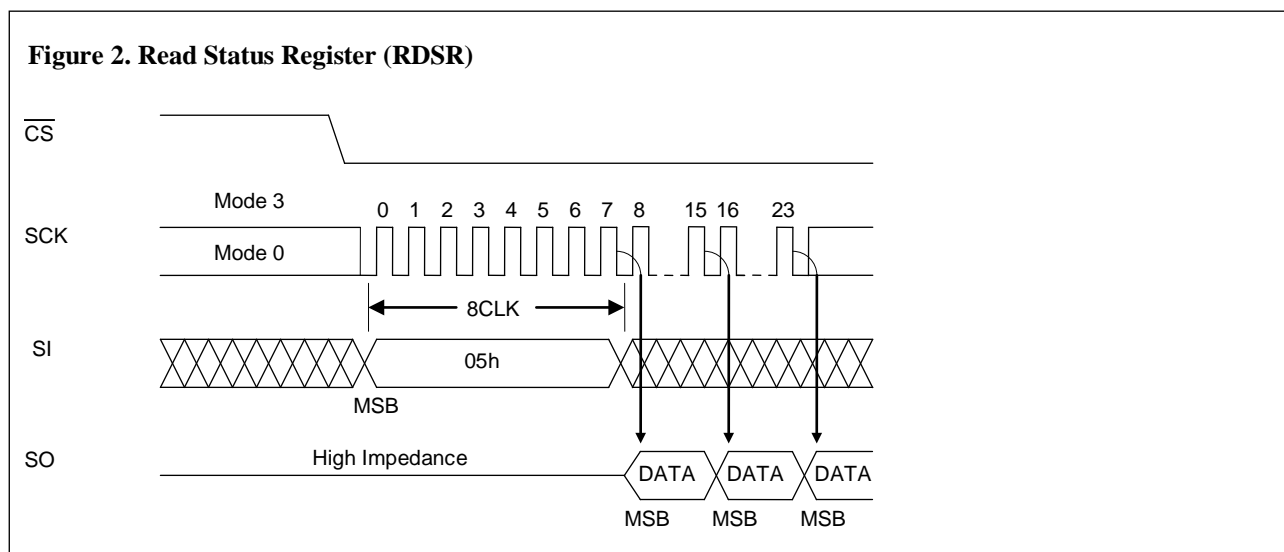 Figure 2. Read Status Register (RDSR)
CS
Mode 3
0 1 2 3 4 5 6 7 8 15 16 23
SCK
Mode 0
8CLK
SI
05h
MSB
SO
High Impedance
DATA DATA DATA
MSB MSB MSB